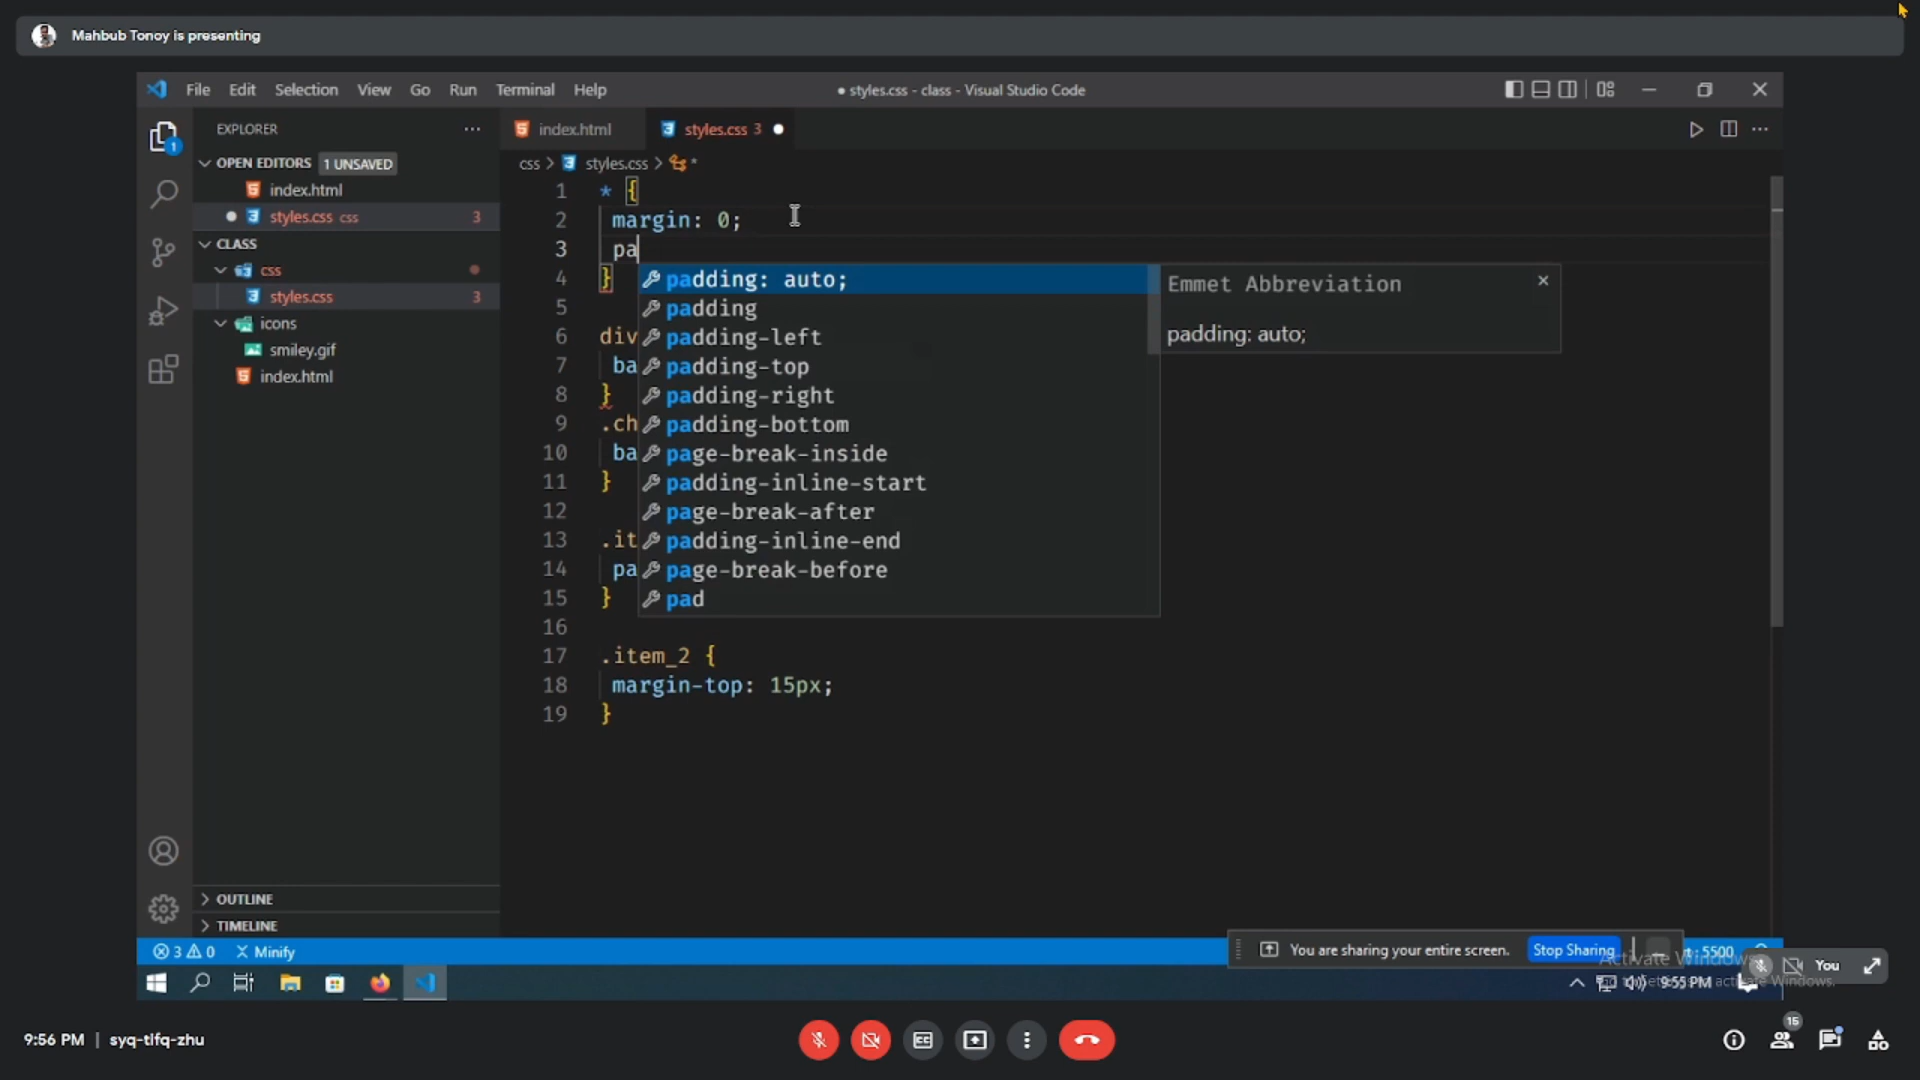 Mahbub Tonoy is presenting
File Edit Selection View Go Run Terminal Help
● styles.css - class - Visual Studio Code
EXPLORER
index.html
styles.css 3
OPEN EDITORS 1 UNSAVED
css > styles.css > *
index.html
styles.css css 3
CLASS
css
styles.css 3
icons
smiley.gif
index.html
1 * {
2 margin: 0;
3 pa
4 }
5
6 div
7 ba
8 }
9 .ch
10 ba
11 }
12
13 .it
14 pa
15 }
16
17 .item_2 {
18 margin-top: 15px;
19 }
padding: auto;
padding
padding-left
padding-top
padding-right
padding-bottom
page-break-inside
padding-inline-start
page-break-after
padding-inline-end
page-break-before
pad
Emmet Abbreviation
padding: auto;
OUTLINE
TIMELINE
3 0 Minify
You are sharing your entire screen. Stop Sharing
: 5500
Activate Windows
You
9:55 PM
9:56 PM | syq-tlfq-zhu
15
1